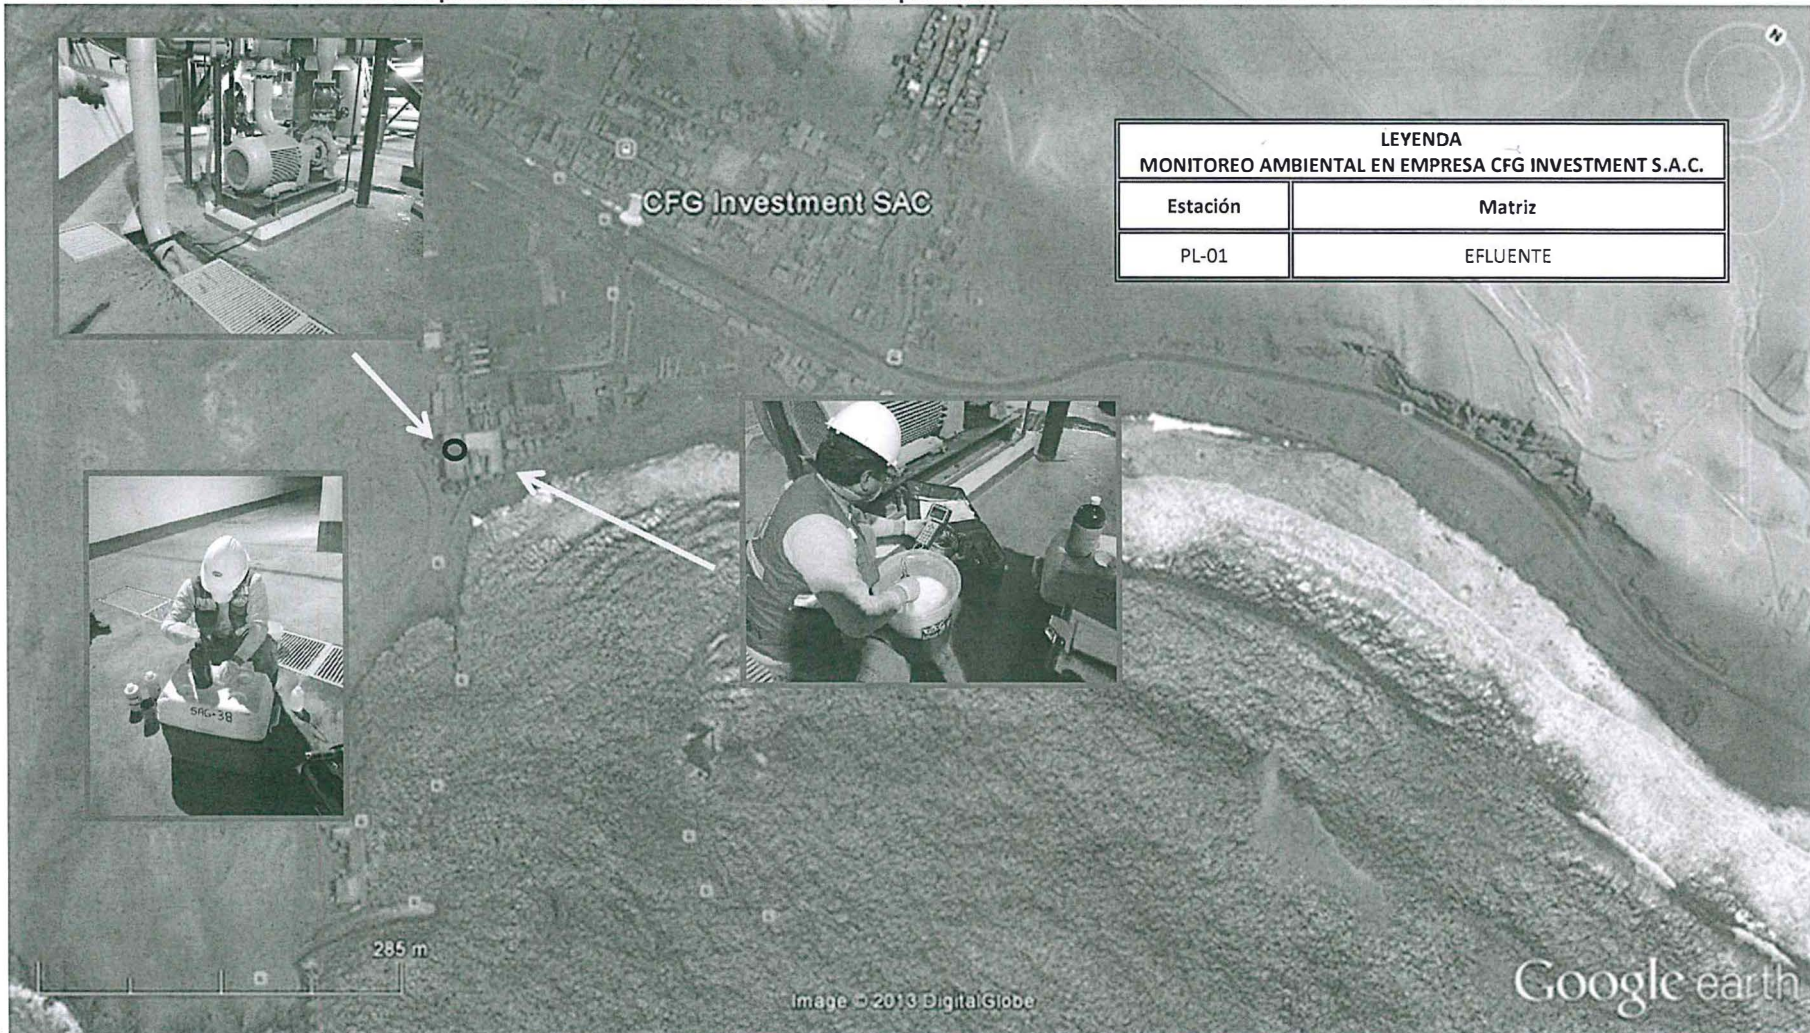 CFG Investment SAC
LEYENDA
MONITOREO AMBIENTAL EN EMPRESA CFG INVESTMENT S.A.C.
Estación
Matriz
PL-01
EFLUENTE
N
SAG-38
285 m
Image © 2013 DigitalGlobe
Google earth